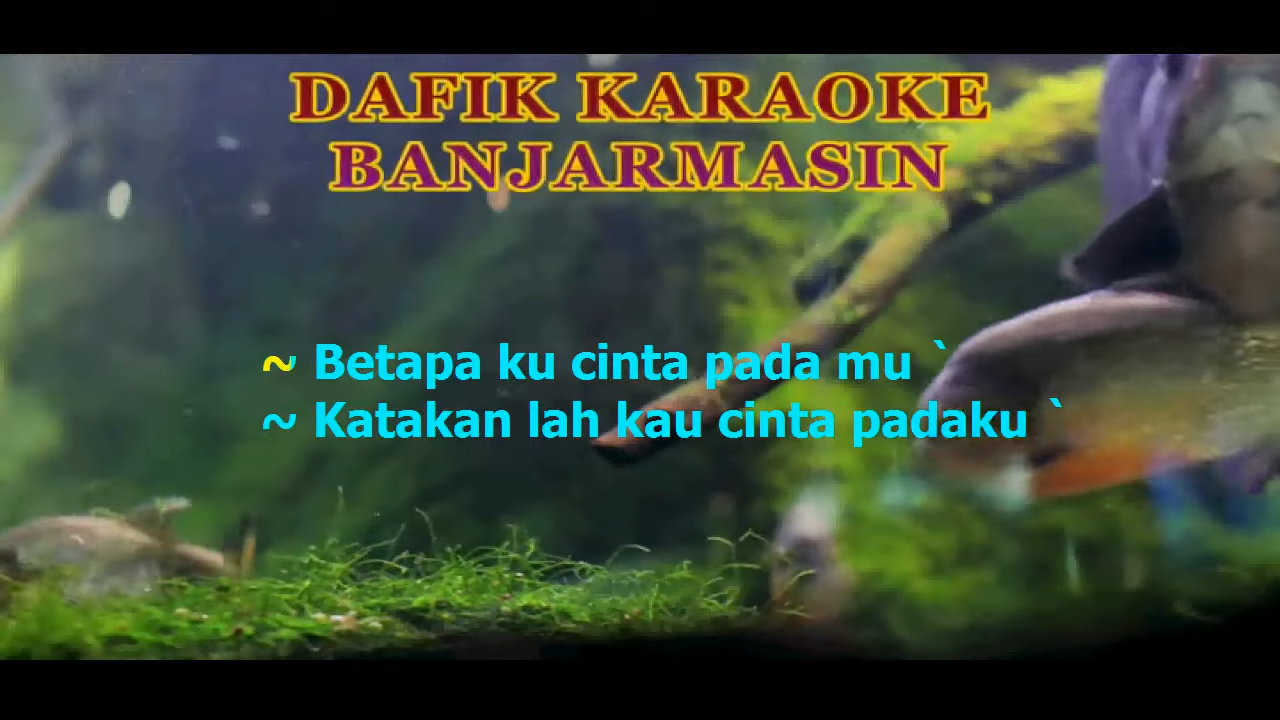 DAFIK KARAOKE
BANJARMASIN
~ Betapa ku cinta pada mu `
~ Katakan lah kau cinta padaku `